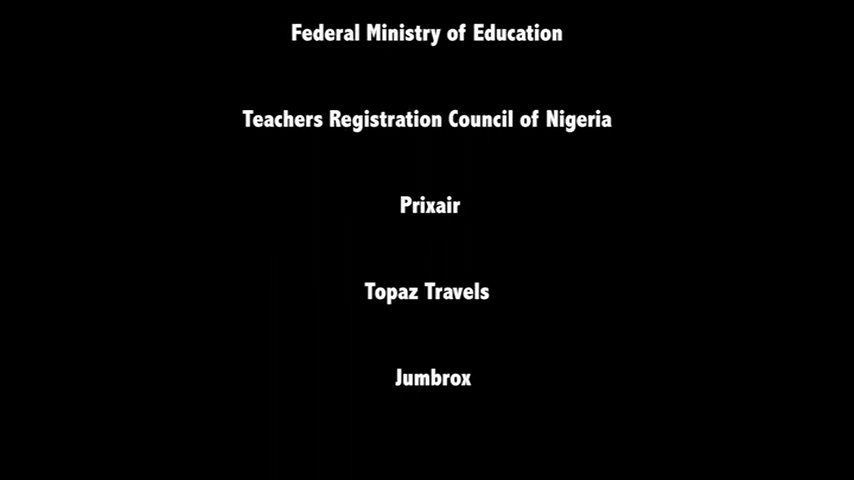 Federal Ministry of Education
Teachers Registration Council of Nigeria
Prixair
Topaz Travels
Jumbrox